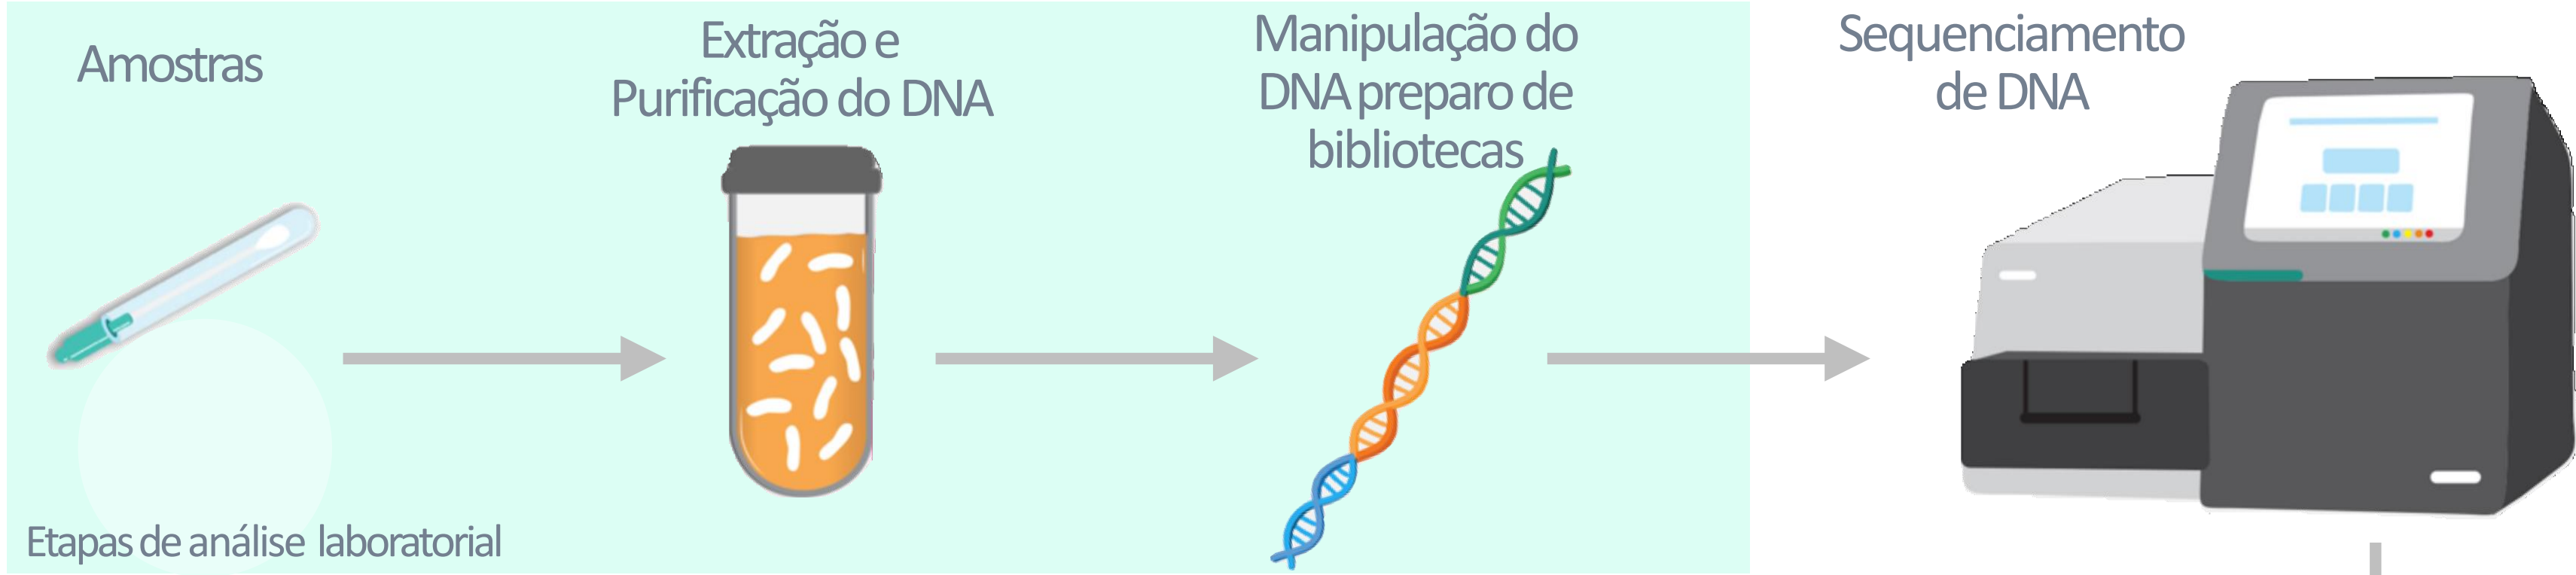 Amostras
Extração e
Purificação do DNA
Manipulação do
DNA preparo de
bibliotecas
Sequenciamento
de DNA
Etapas de análise laboratorial